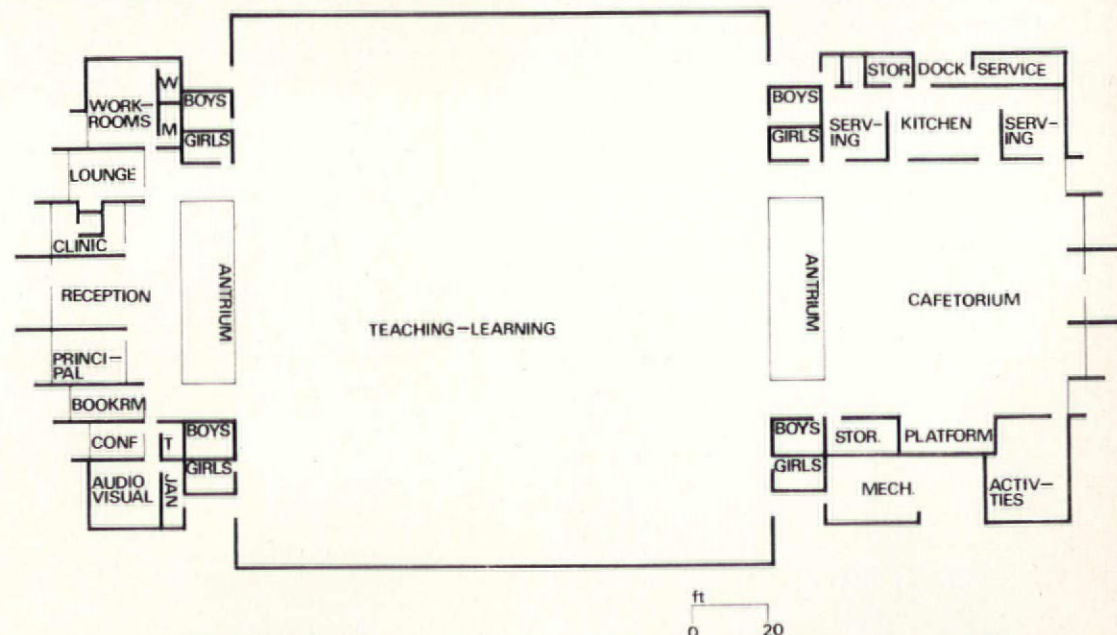 W
WORK-
ROOMS
M
BOYS
GIRLS
LOUNGE
CLINIC
RECEPTION
PRINCI-
PAL
BOOKRM
CONF
T
BOYS
GIRLS
AUDIO
VISUAL
JAN
ANTRIUM
TEACHING-LEARNING
ANTRIUM
BOYS
GIRLS
STOR
DOCK
SERVICE
SERV-
ING
KITCHEN
SERV-
ING
CAFETORIUM
BOYS
GIRLS
STOR.
PLATFORM
MECH.
ACTIV-
TIES
ft
0 20